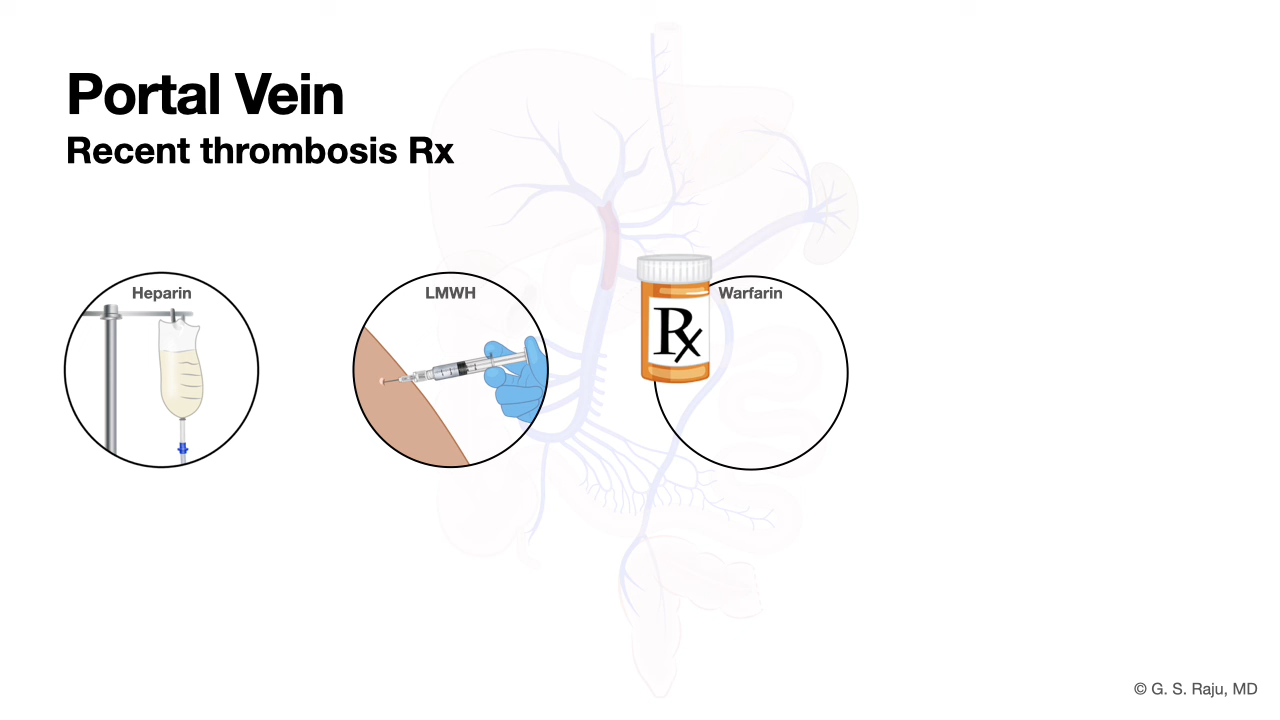 Portal Vein
Recent thrombosis Rx
Heparin
LMWH
Warfarin
Rx
© G. S. Raju, MD